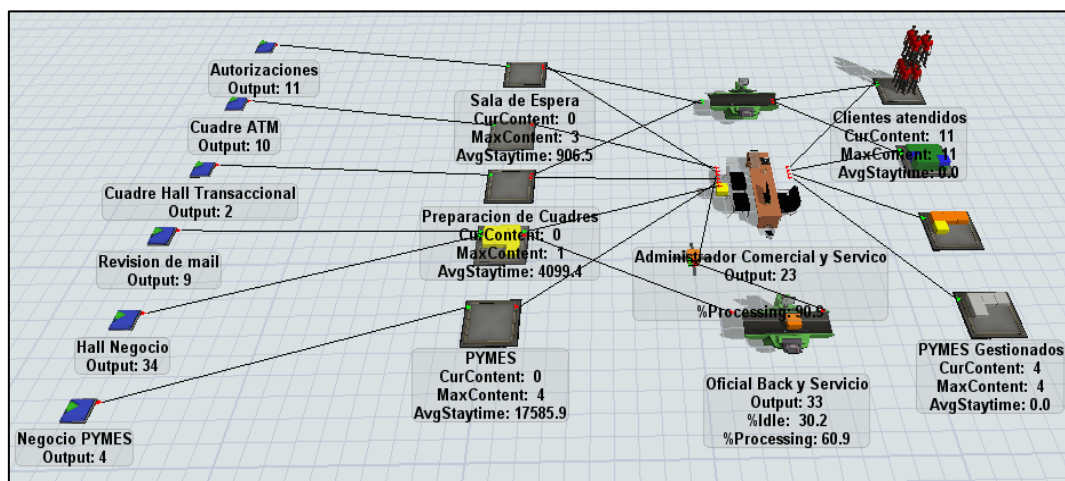 Autorizaciones
Output: 11
Cuadre ATM
Output: 10
Cuadre Hall Transaccional
Output: 2
Revision de mail
Output: 9
Hall Negocio
Output: 34
Negocio PYMES
Output: 4
Sala de Espera
CurContent: 0
MaxContent: 3
AvgStaytime: 906.5
Preparacion de Cuadres
CurContent: 0
MaxContent: 1
AvgStaytime: 4099.4
PYMES
CurContent: 0
MaxContent: 4
AvgStaytime: 17585.9
Administrador Comercial y Servico
Output: 23
%Processing: 90.
Oficial Back y Servicio
Output: 33
%Idle: 30.2
%Processing: 60.9
Clientes atendidos
CurContent: 11
MaxContent: 11
AvgStaytime: 0.0
PYMES Gestionados
CurContent: 4
MaxContent: 4
AvgStaytime: 0.0